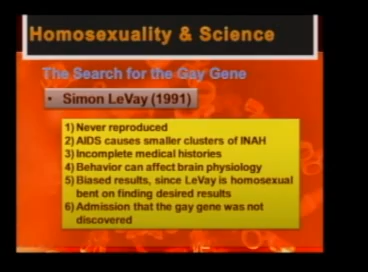 Homosexuality & Science
The Search for the Gay Gene
• Simon LeVay (1991)
1) Never reproduced
2) AIDS causes smaller clusters of INAH
3) Incomplete medical histories
4) Behavior can affect brain physiology
5) Biased results, since LeVay is homosexual
bent on finding desired results
6) Admission that the gay gene was not
discovered